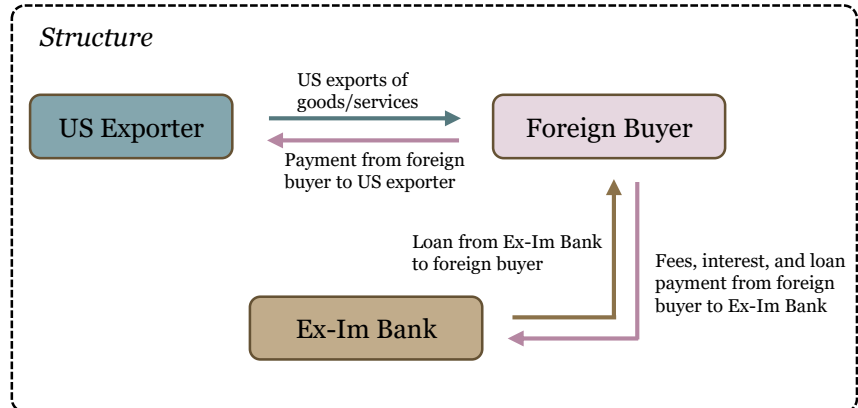 Structure
US exports of
goods/services
US Exporter
Foreign Buyer
Payment from foreign
buyer to US exporter
Loan from Ex-Im Bank
to foreign buyer
Fees, interest, and loan
payment from foreign
buyer to Ex-Im Bank
Ex-Im Bank